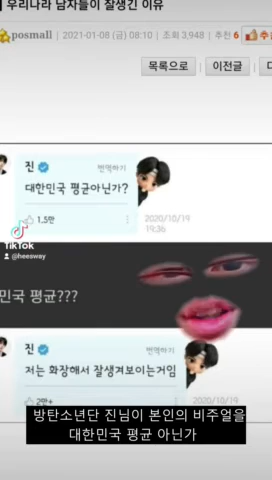 우리나라 남자들이 잘생긴 이유
posmall | 2021-01-08 (금) 08:10 | 조회 3,948 | 추천 6 추천
목록으로 | 이전글 |
진 번역하기
대한민국 평균아닌가?
1.5만
2020/10/19
19:36
TikTok
@heesway
민국 평균???
진 번역하기
저는 화장해서 잘생겨보이는거임
2만+
2020/10/19
방탄소년단 진님이 본인의 비주얼을
대한민국 평균 아닌가